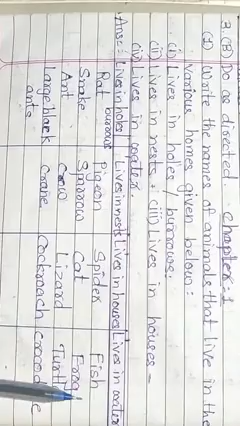 3. (B) Do as directed. Chapter-1
(1) Write the names of animals that live in the
various homes given below:
(i) Lives in holes/burrows.
(ii) Lives in nests. (iii) Lives in houses-
(iv) Lives in water.
Ans:- Lives in holes/ Lives in nest Lives in houses Lives in water
burrows
Rat Pigeon Spider Fish
Snake Sparrow Cat Frog
Ant Crow Lizard
Large black Crane Cockroach
ants